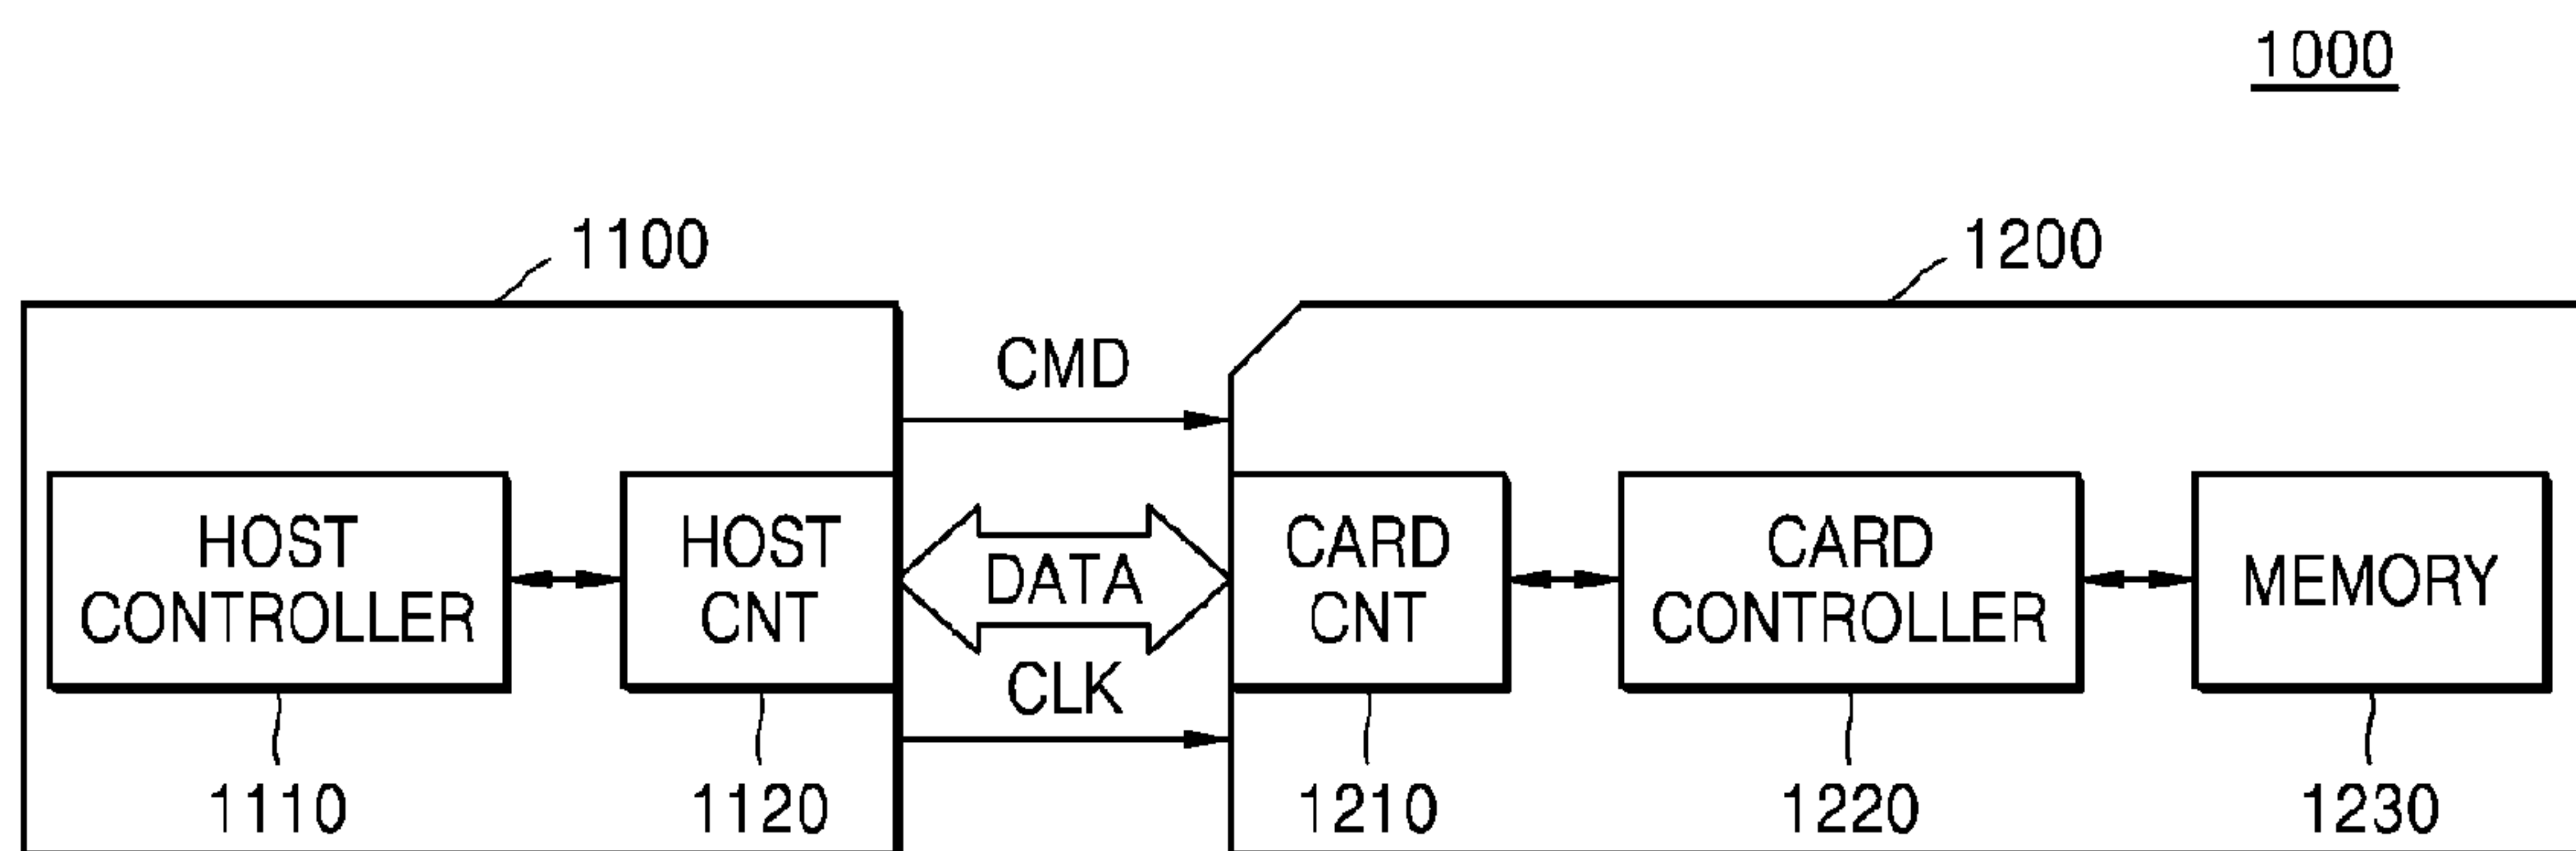 1000
1100
1200
CMD
HOST
CONTROLLER
HOST
CNT
DATA
CARD
CNT
CARD
CONTROLLER
MEMORY
CLK
1110
1120
1210
1220
1230